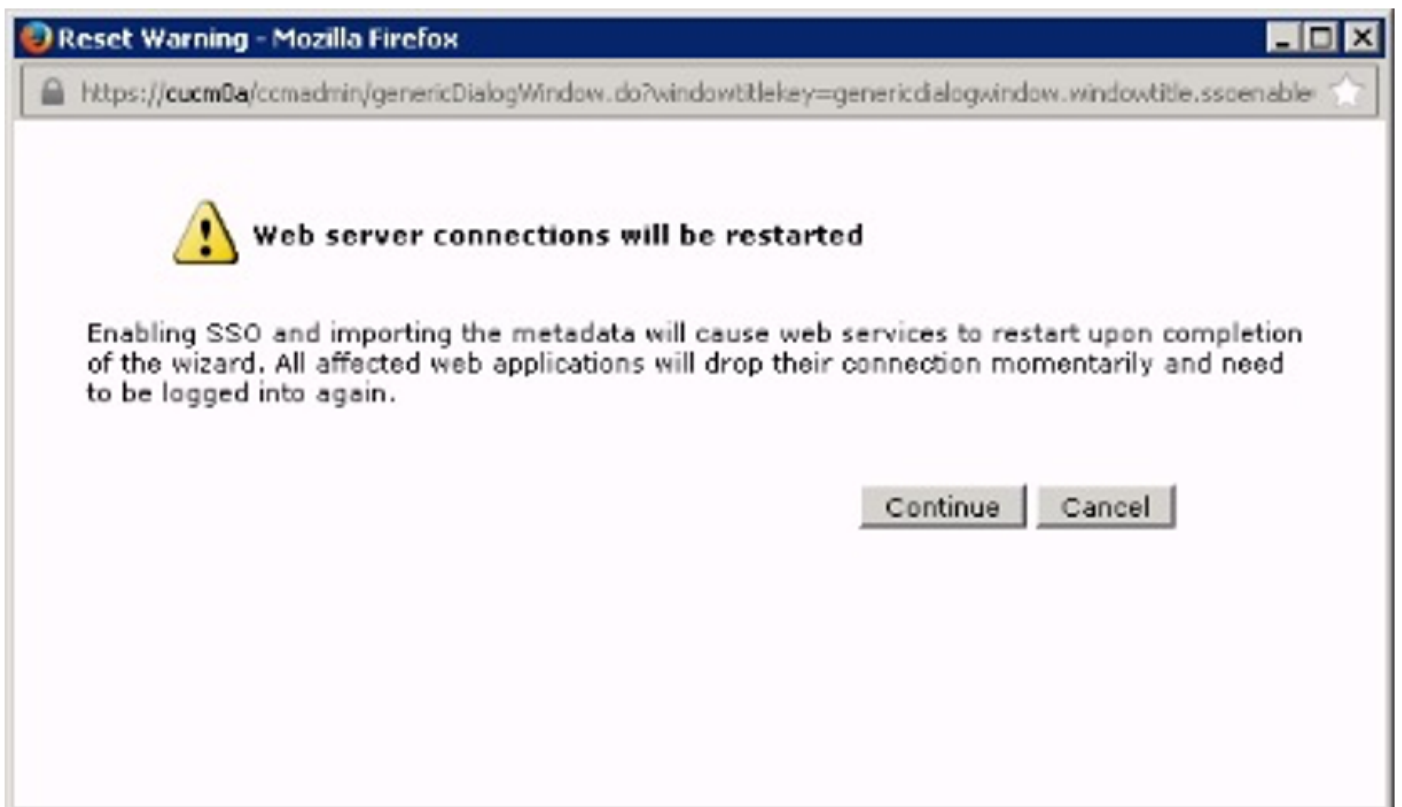 Reset Warning - Mozilla Firefox
https://cucm0a/ccmadmin/genericDialogWindow.do?windowtitlekey=genericdialogwindow.windowtitle.ssoenable
Web server connections will be restarted
Enabling SSO and importing the metadata will cause web services to restart upon completion
of the wizard. All affected web applications will drop their connection momentarily and need
to be logged into again.
Continue Cancel